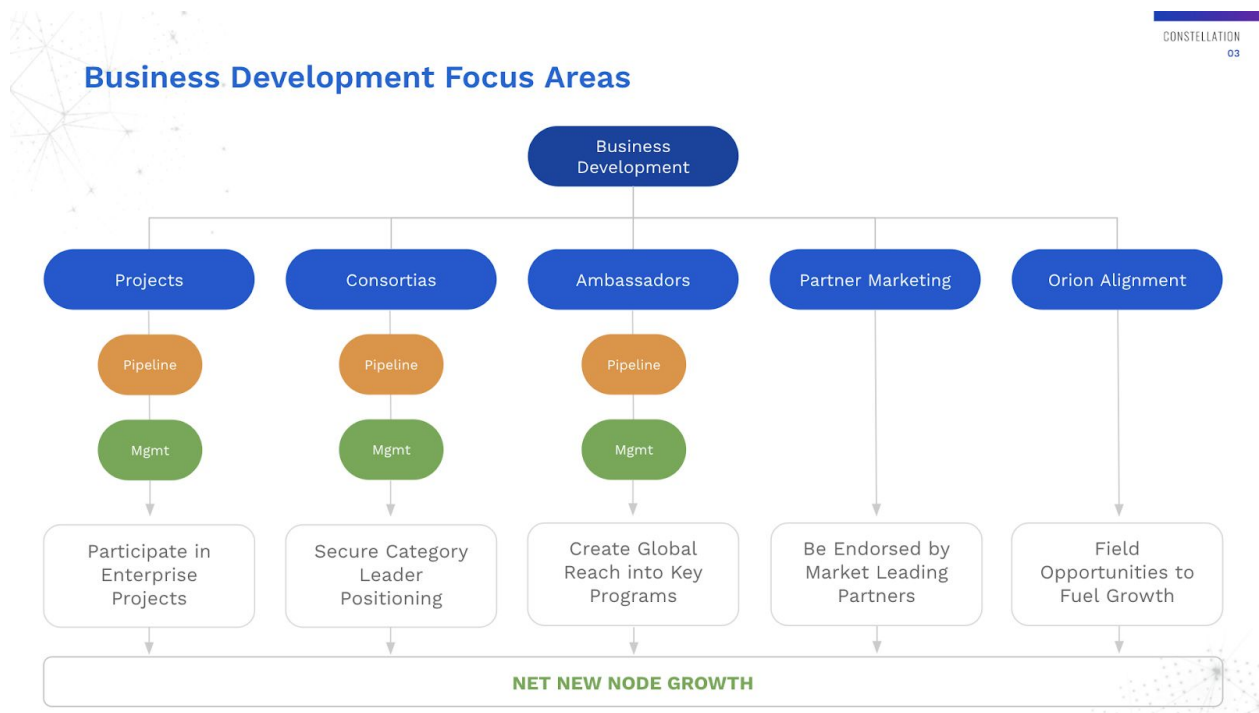 CONSTELLATION
03
Business Development Focus Areas
Business
Development
Projects
Consortias
Ambassadors
Partner Marketing
Orion Alignment
Pipeline
Pipeline
Pipeline
Mgmt
Mgmt
Mgmt
Participate in
Enterprise
Projects
Secure Category
Leader
Positioning
Create Global
Reach into Key
Programs
Be Endorsed by
Market Leading
Partners
Field
Opportunities to
Fuel Growth
NET NEW NODE GROWTH